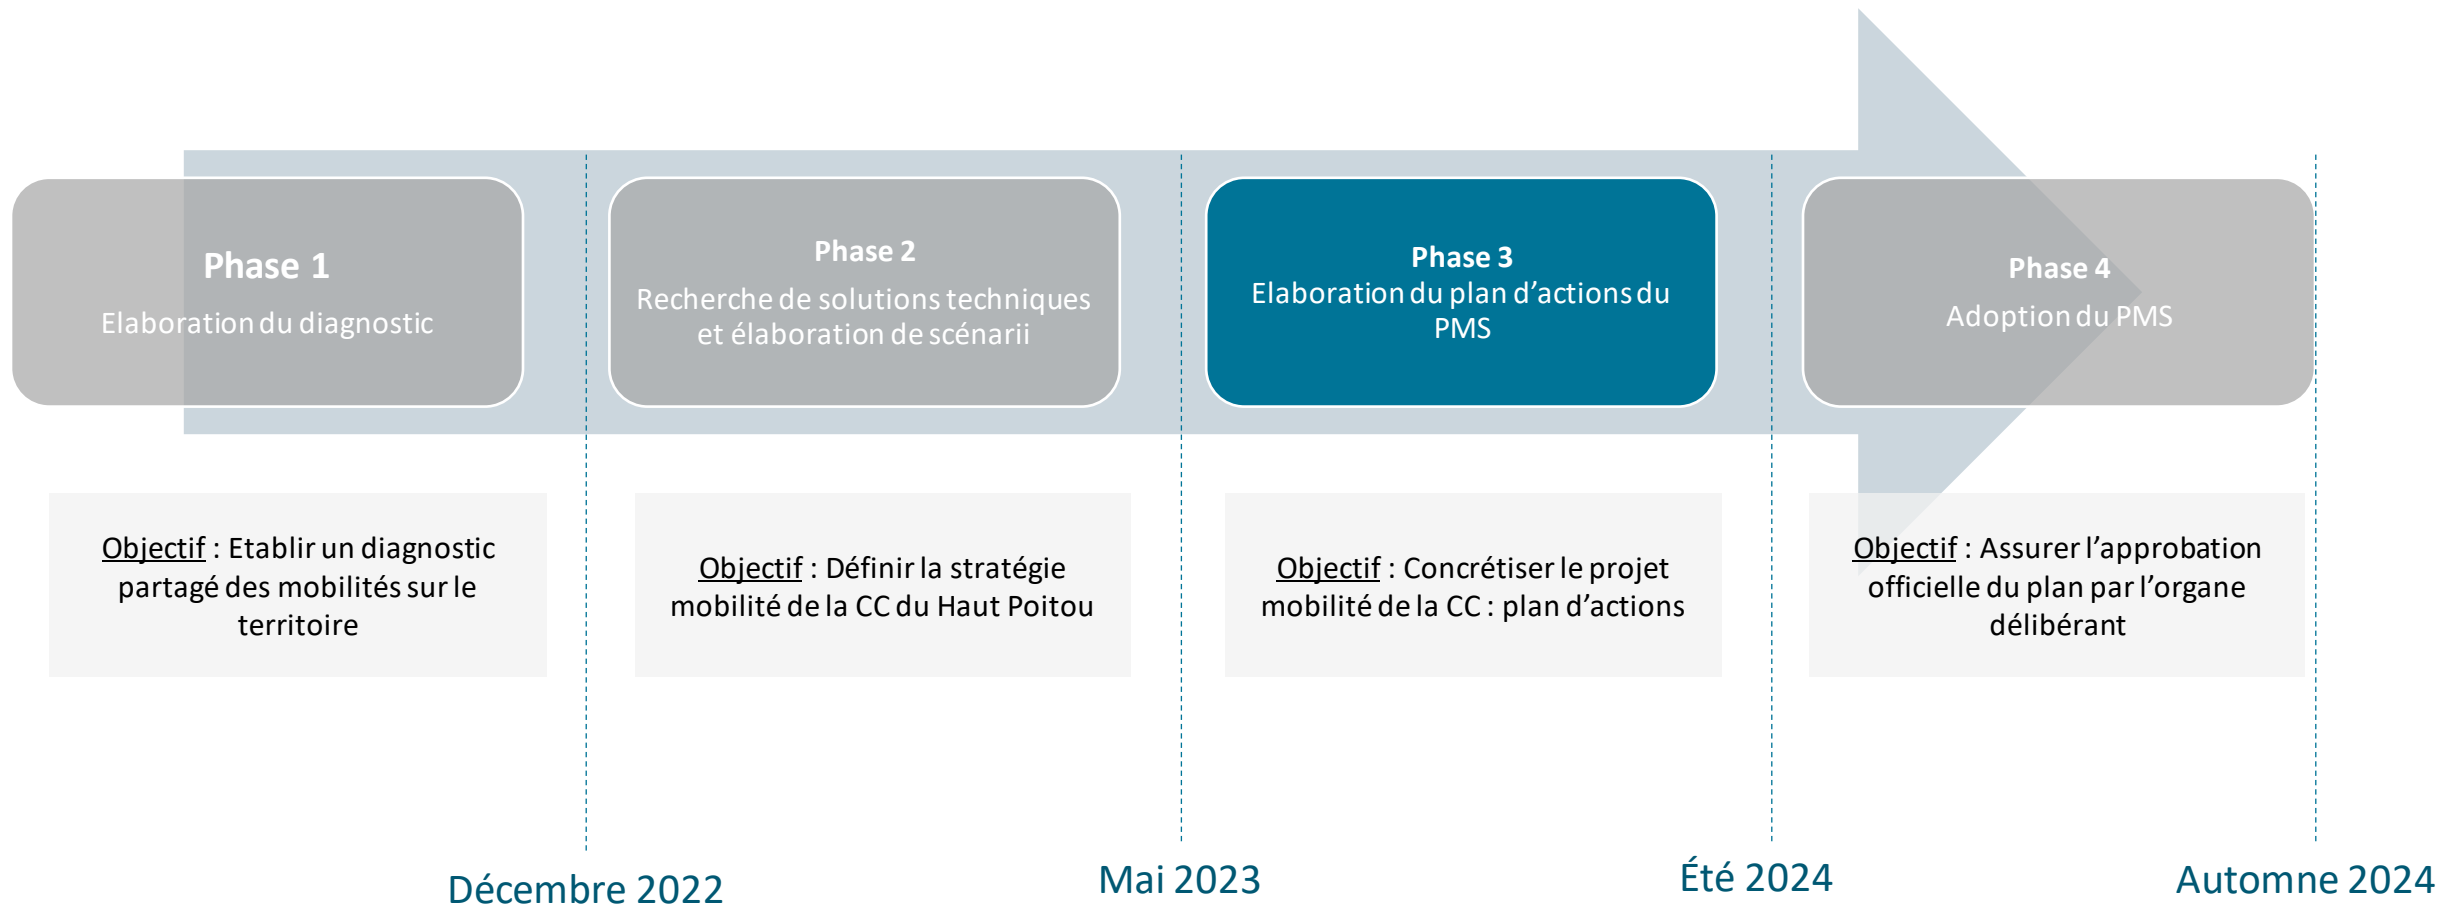 Phase 1
Elaboration du diagnostic
Phase 2
Recherche de solutions techniques
et élaboration de scénarii
Phase 3
Elaboration du plan d’actions du
PMS
Phase 4
Adoption du PMS
Objectif : Etablir un diagnostic
partagé des mobilités sur le
territoire
Objectif : Définir la stratégie
mobilité de la CC du Haut Poitou
Objectif : Concrétiser le projet
mobilité de la CC : plan d’actions
Objectif : Assurer l’approbation
officielle du plan par l’organe
délibérant
Décembre 2022
Mai 2023
Été 2024
Automne 2024